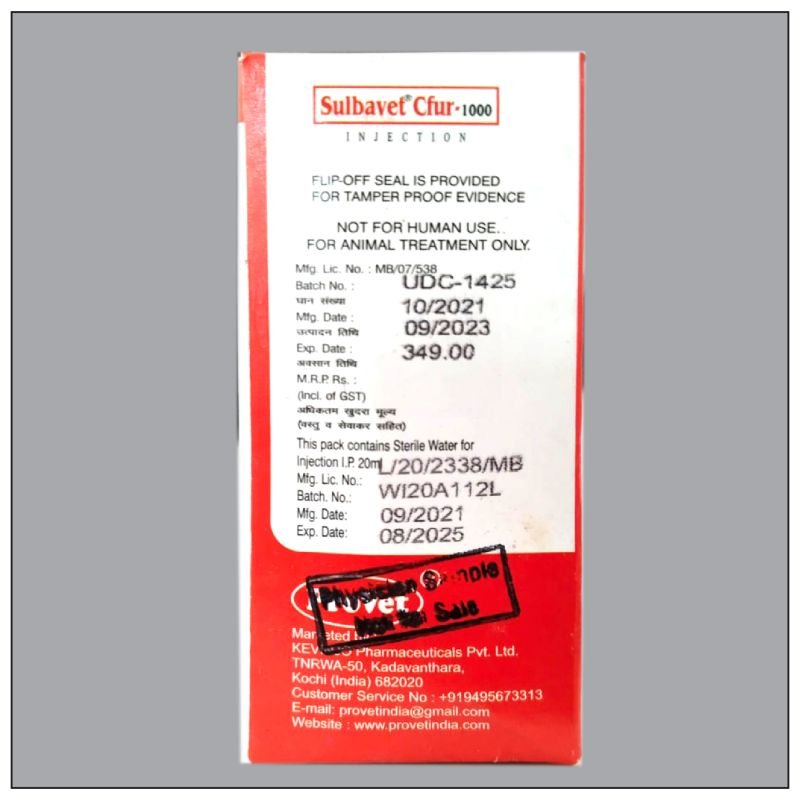 Sulbavet® Cfur-1000
INJECTION
FLIP-OFF SEAL IS PROVIDED
FOR TAMPER PROOF EVIDENCE
NOT FOR HUMAN USE.
FOR ANIMAL TREATMENT ONLY.
Mfg. Lic. No. : MB/07/538
Batch No. : UDC-1425
घान संख्या
Mfg. Date : 10/2021
उत्पादन तिथि 09/2023
Exp. Date : 349.00
अवसान तिथि
M.R.P. Rs. :
(Incl. of GST)
अधिकतम खुदरा मूल्य
(वस्तु व सेवाकर सहित)
This pack contains Sterile Water for
Injection I.P. 20ml
Mfg. Lic. No.: L/20/2338/MB
Batch. No.: WI20A112L
Mfg. Date: 09/2021
Exp. Date: 08/2025
Physician Sample
Not for Sale
Provet
Marketed
Pharmaceuticals Pvt. Ltd.
TNRWA-50, Kadavanthara,
Kochi (India) 682020
Customer Service No : +919495673313
E-mail: provetindia@gmail.com
Website : www.provetindia.com